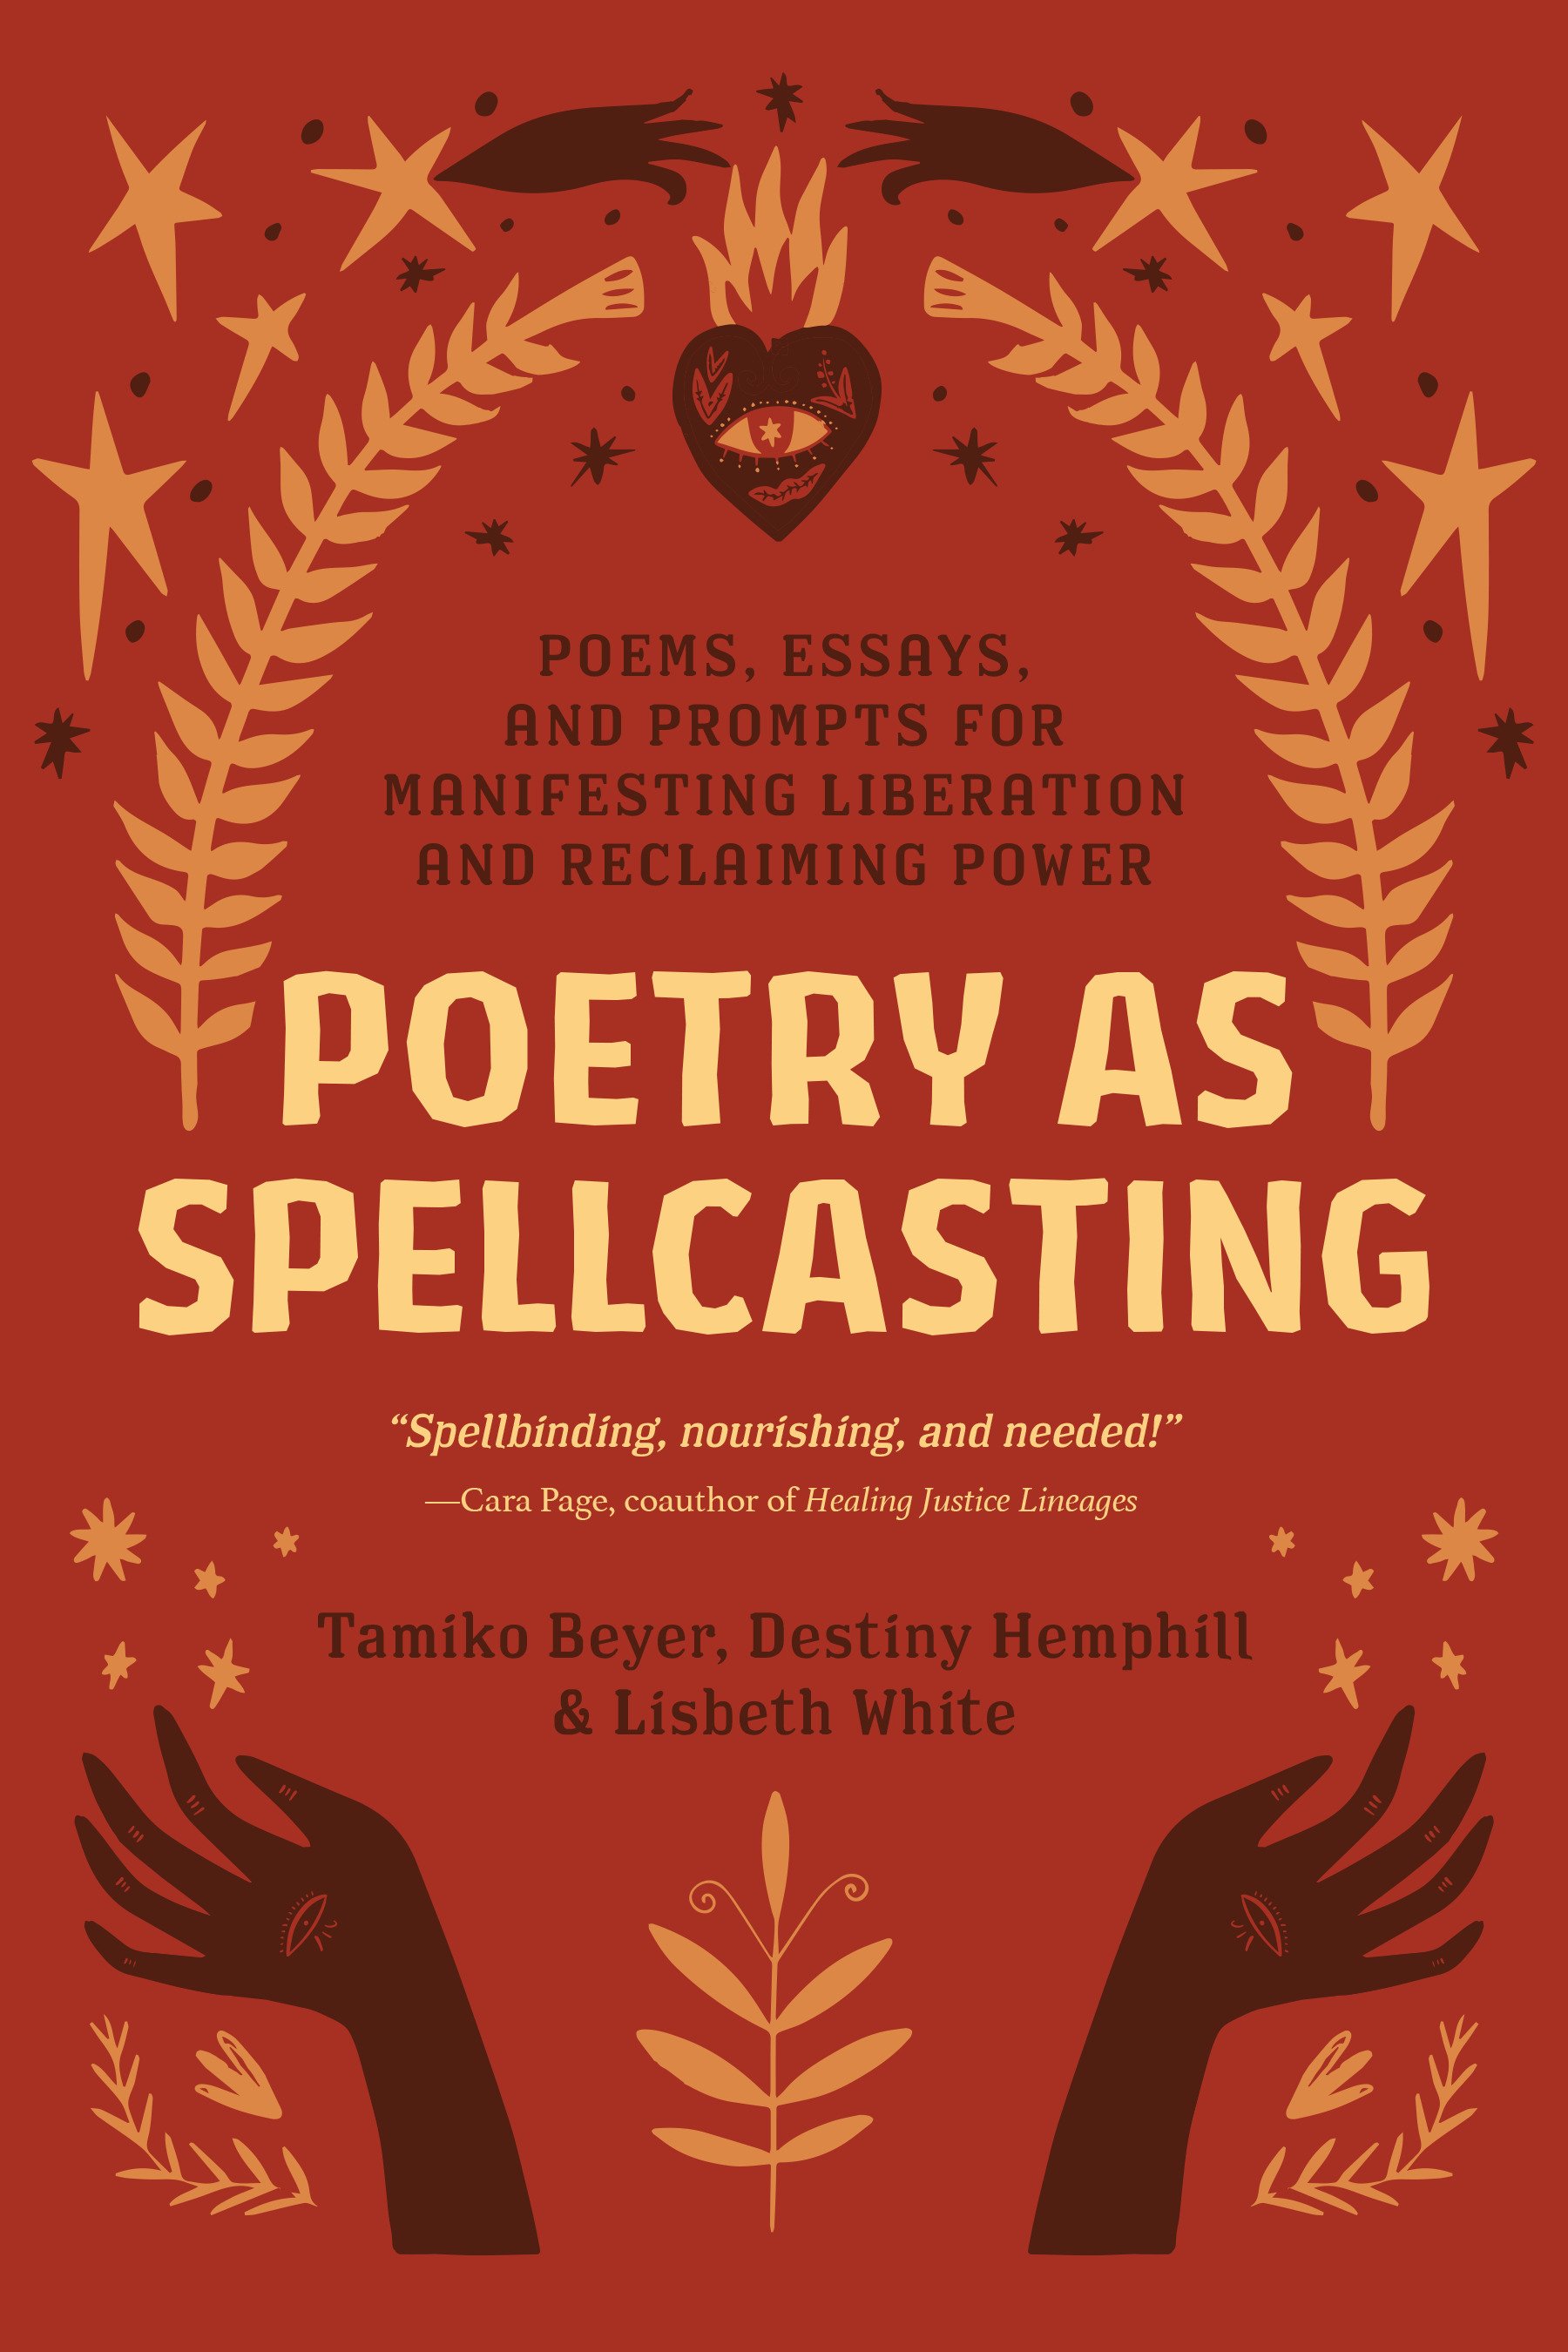 POEMS, ESSAYS,
AND PROMPTS FOR
MANIFESTING LIBERATION
AND RECLAIMING POWER
POETRY AS
SPELLCASTING
“Spellbinding, nourishing, and needed!”
—Cara Page, coauthor of Healing Justice Lineages
Tamiko Beyer, Destiny Hemphill
& Lisbeth White